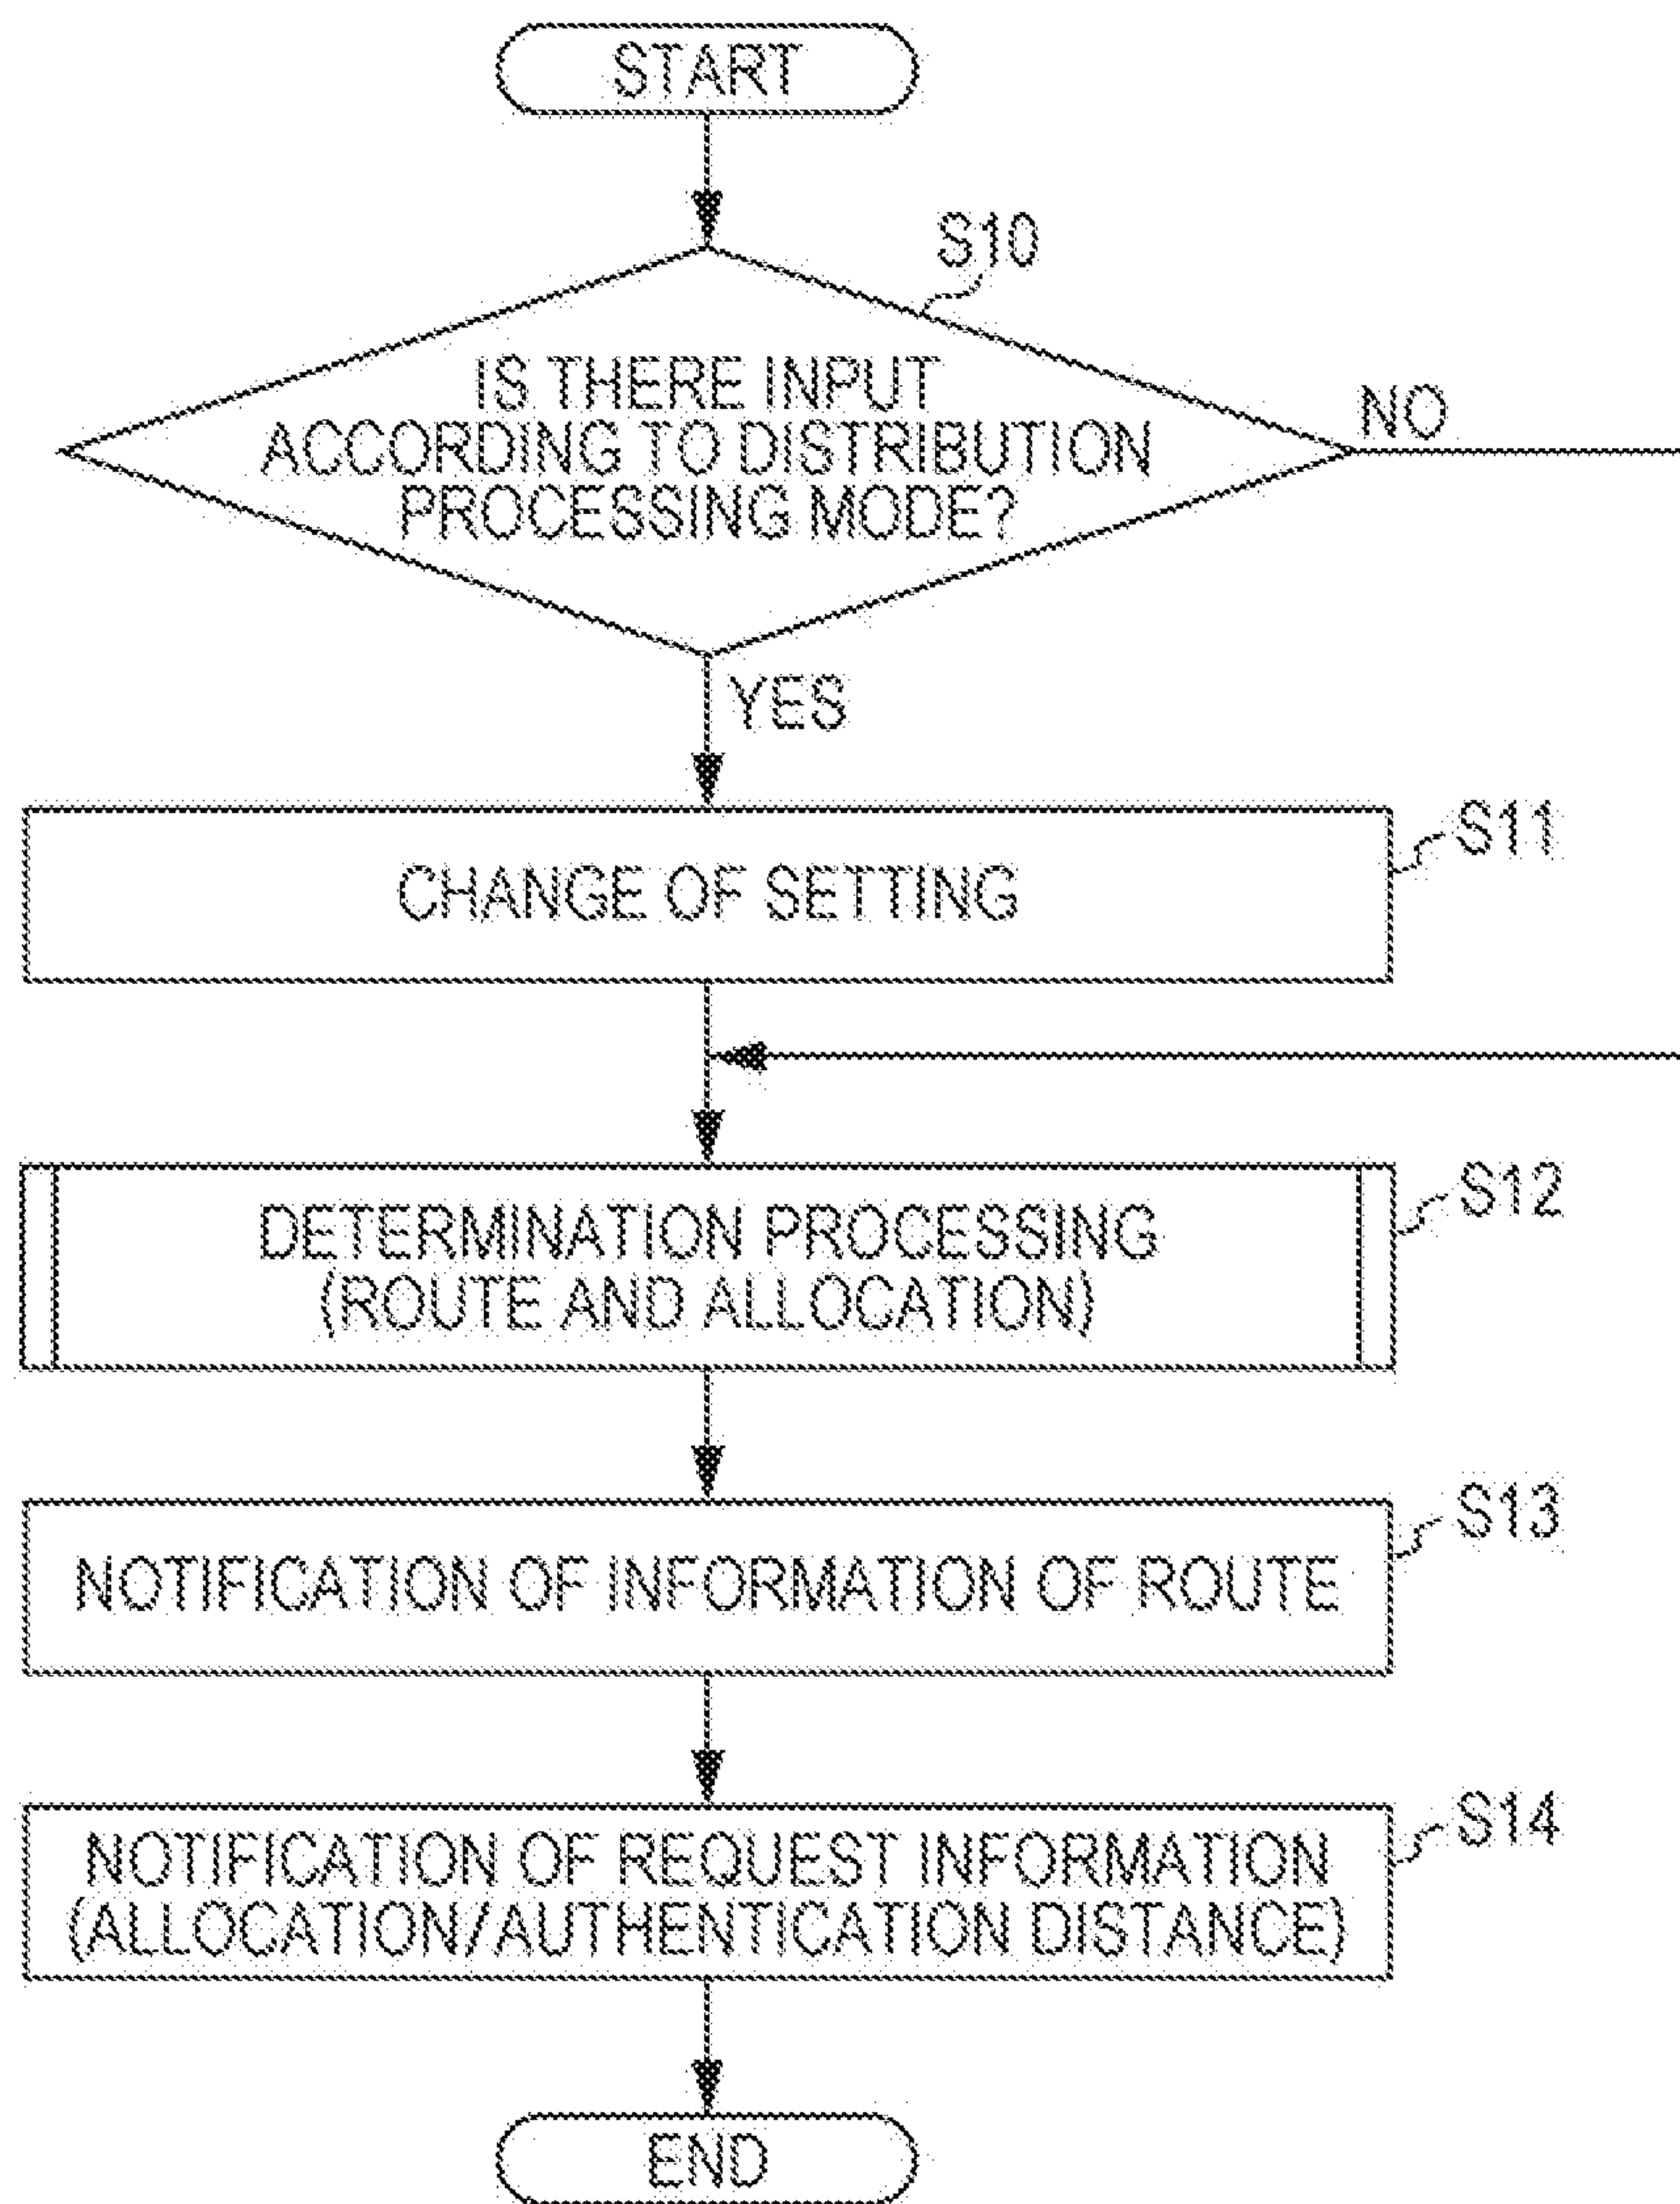 START
S10
IS THERE INPUT
ACCORDING TO DISTRIBUTION
PROCESSING MODE?
NO
YES
S11
CHANGE OF SETTING
S12
DETERMINATION PROCESSING
(ROUTE AND ALLOCATION)
S13
NOTIFICATION OF INFORMATION OF ROUTE
S14
NOTIFICATION OF REQUEST INFORMATION
(ALLOCATION/AUTHENTICATION DISTANCE)
END